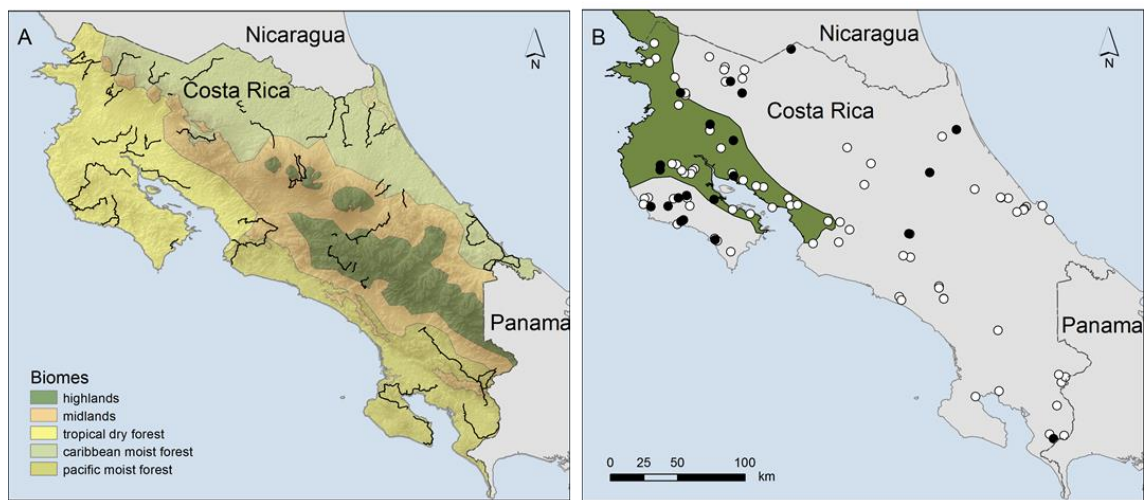 A
Nicaragua
N
Costa Rica
Panama
Biomes
highlands
midlands
tropical dry forest
caribbean moist forest
pacific moist forest
B
Nicaragua
N
Costa Rica
Panama
0 25 50 100
km